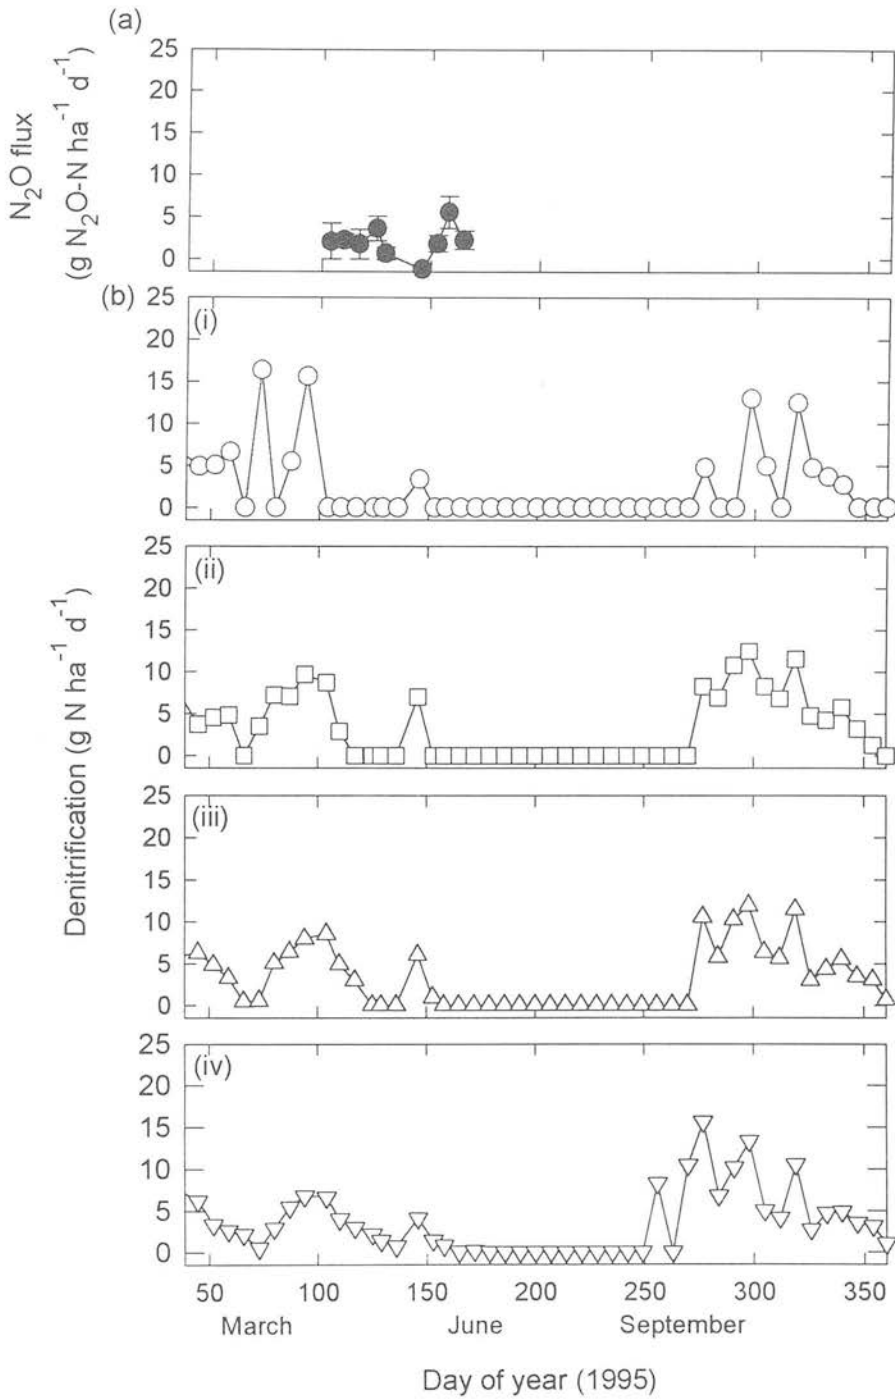 (a)
25
20
15
10
5
0
N₂O flux
(g N₂O-N ha⁻¹ d⁻¹)
(b)
(i)
25
20
15
10
5
0
(ii)
25
20
15
10
5
0
Denitrification (g N ha⁻¹ d⁻¹)
(iii)
25
20
15
10
5
0
(iv)
25
20
15
10
5
0
50 100 150 200 250 300 350
March June September
Day of year (1995)